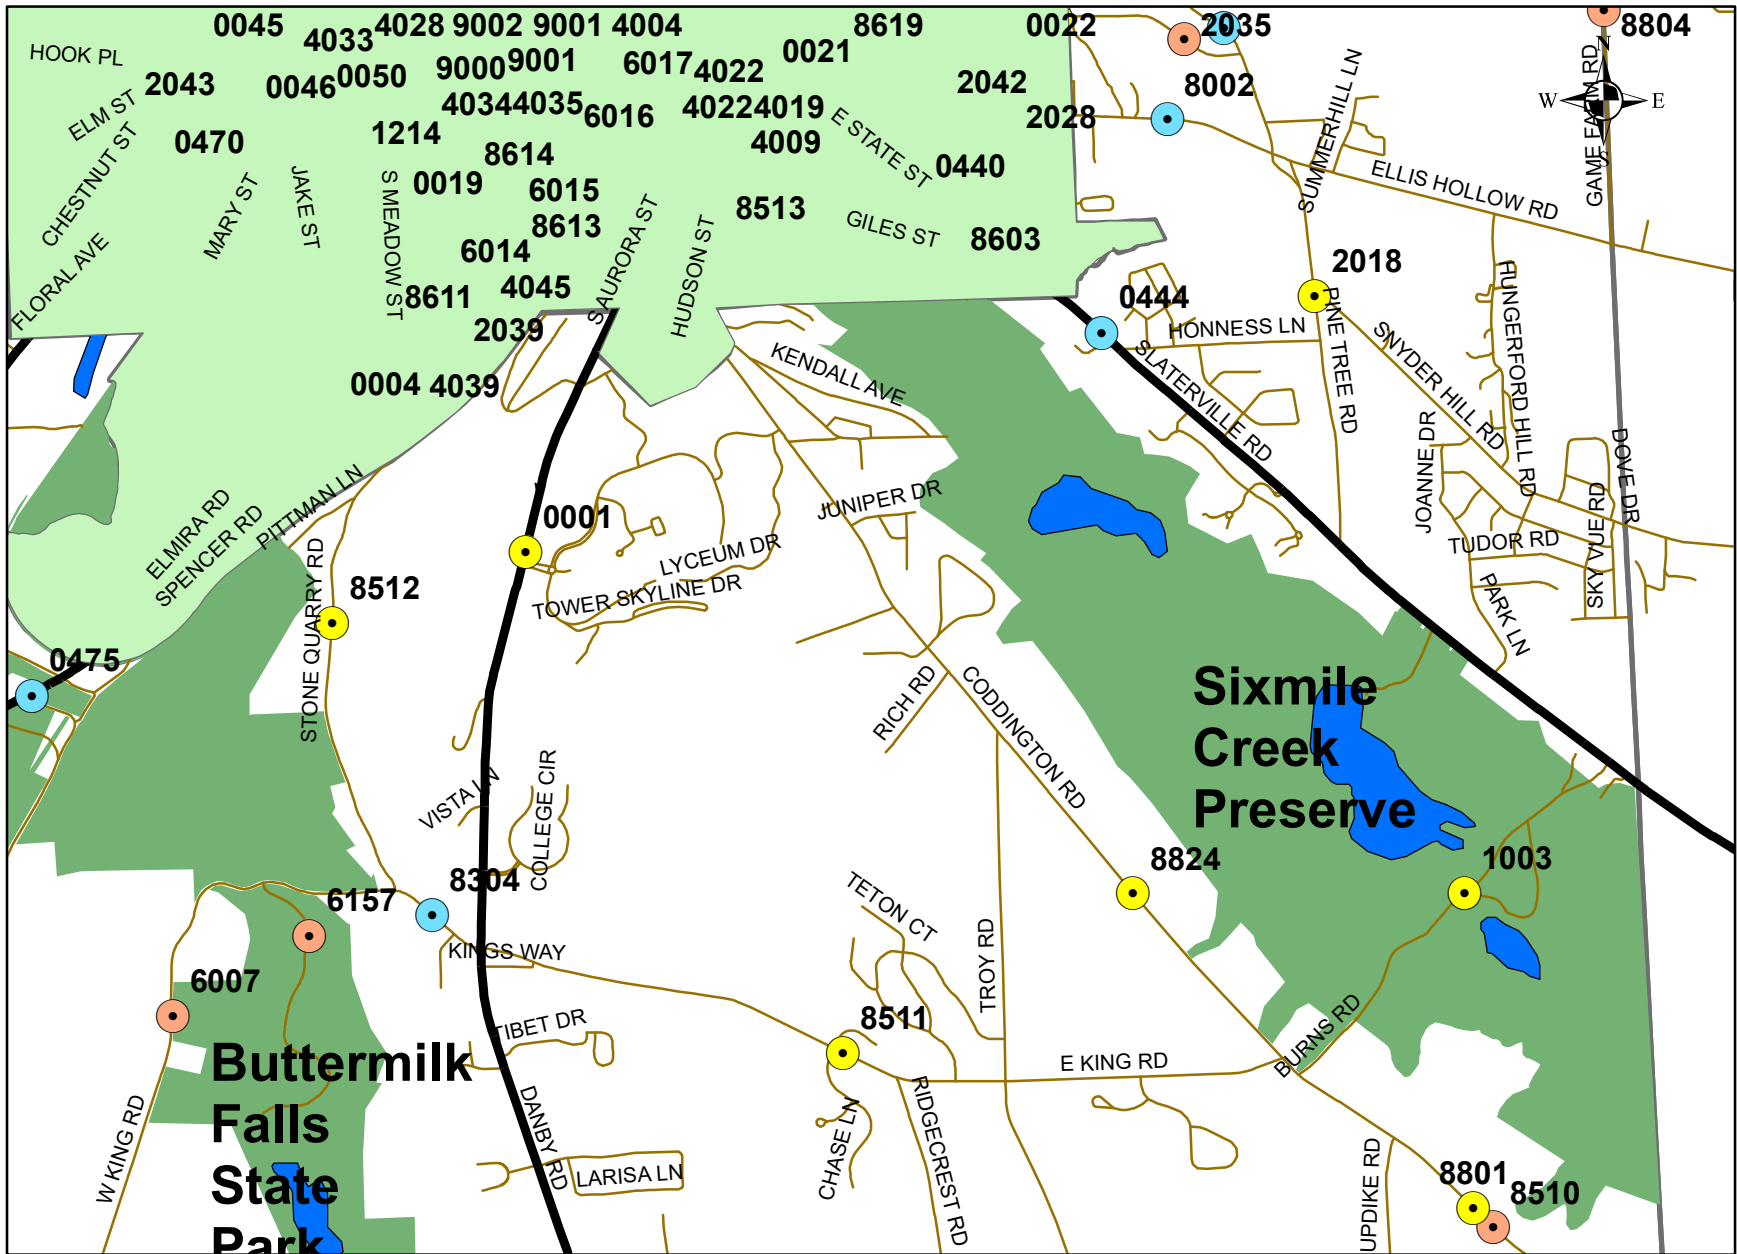 0045
4033
4028
9002
9001
4004
8619
0022
2035
8804
HOOK PL
2043
0046
0050
9000
9001
6017
4022
0021
2042
8002
N
W
E
S
ELM ST
4034
4035
6016
4022
4019
2028
CHESTNUT ST
0470
1214
8614
4009
E STATE ST
0440
SUMMERHILL LN
ELLIS HOLLOW RD
GAME FARM RD
MARY ST
JAKE ST
S MEADOW ST
0019
6015
8613
S AURORA ST
HUDSON ST
8513
GILES ST
8603
FLORAL AVE
6014
8611
4045
2039
0444
2018
HONNESS LN
PINE TREE RD
SNYDER HILL RD
HUNGERFORD HILL RD
0004
4039
KENDALL AVE
SLATERVILLE RD
JOANNE DR
DOVE DR
ELMIRA RD
SPENCER RD
PITTMAN LN
0001
JUNIPER DR
LYCEUM DR
TOWER SKYLINE DR
TUDOR RD
SKY VUE RD
PARK LN
STONE QUARRY RD
8512
0475
RICH RD
CODDINGTON RD
Sixmile
Creek
Preserve
VISTA LN
COLLEGE CIR
8824
1003
6157
8304
TETON CT
KINGS WAY
TROY RD
6007
TIBET DR
8511
E KING RD
BURNS RD
Buttermilk
Falls
State
Park
W KING RD
DANBY RD
LARISA LN
CHASE LN
RIDGECREST RD
UPDIKE RD
8801
8510